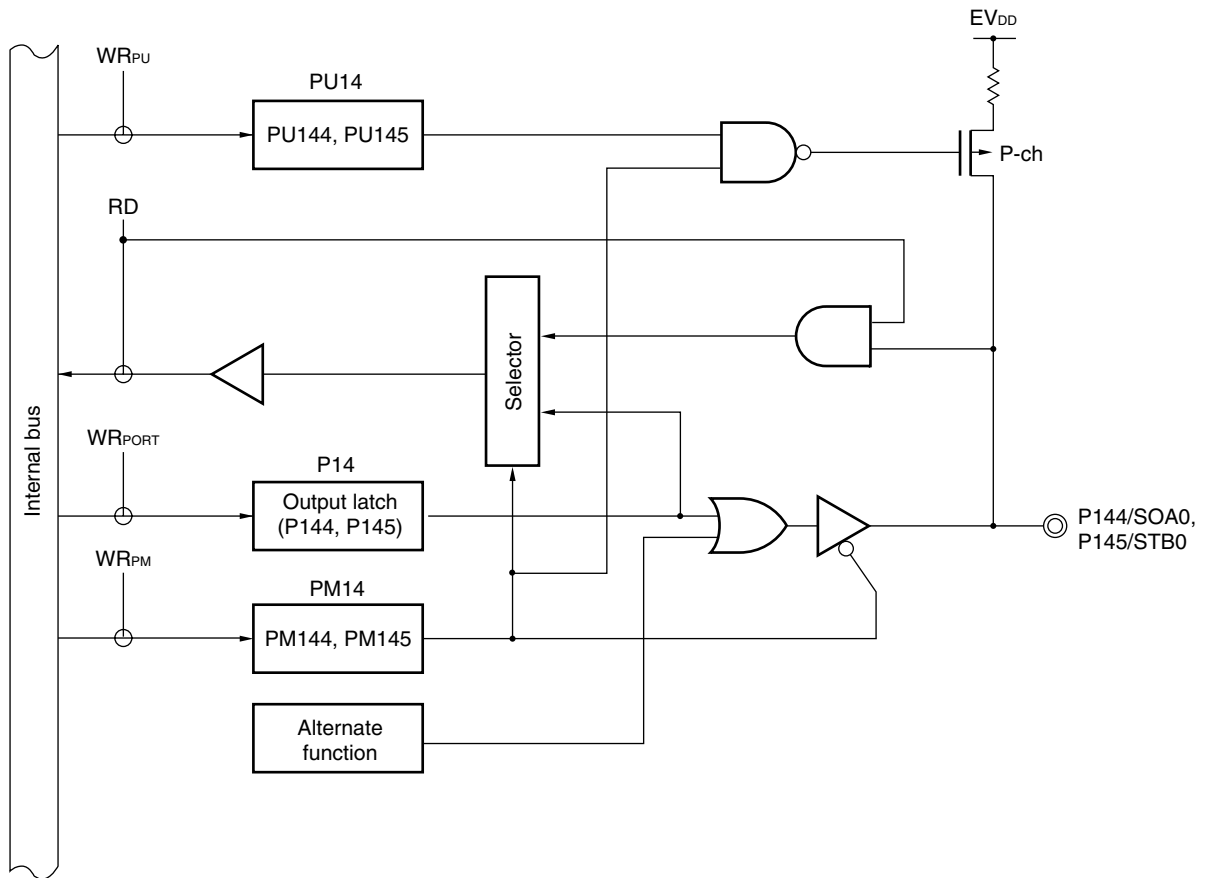 EVDD
WRPU
PU14
PU144, PU145
P-ch
RD
Selector
Internal bus
WRPORT
P14
Output latch
(P144, P145)
P144/SOA0,
P145/STB0
WRPM
PM14
PM144, PM145
Alternate
function